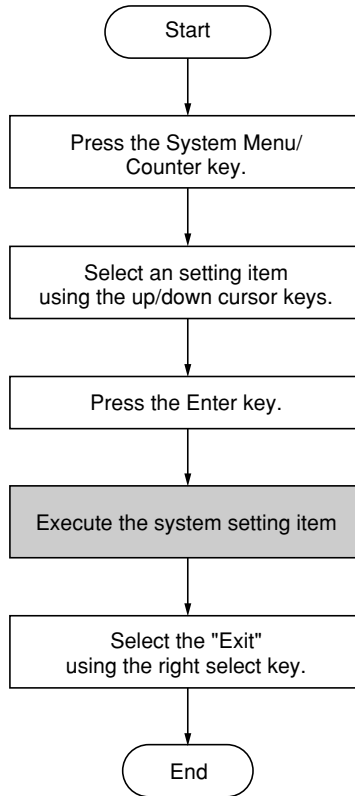 Start
Press the System Menu/
Counter key.
Select an setting item
using the up/down cursor keys.
Press the Enter key.
Execute the system setting item
Select the "Exit"
using the right select key.
End